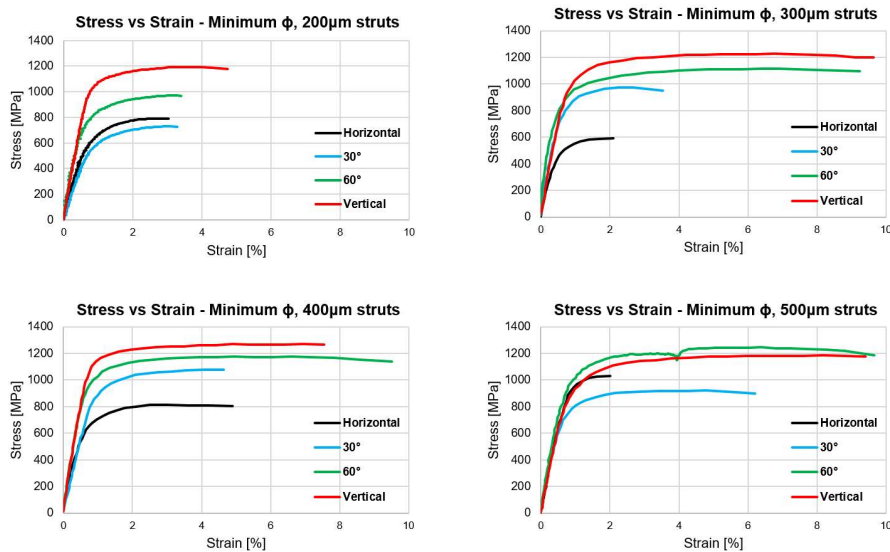 Stress vs Strain - Minimum ϕ, 200µm struts
1400
1200
1000
800
600
400
200
0
0 2 4 6 8 10
Stress [MPa]
Strain [%]
Horizontal
30°
60°
Vertical
Stress vs Strain - Minimum ϕ, 300µm struts
1400
1200
1000
800
600
400
200
0
0 2 4 6 8 10
Stress [MPa]
Strain [%]
Horizontal
30°
60°
Vertical
Stress vs Strain - Minimum ϕ, 400µm struts
1400
1200
1000
800
600
400
200
0
0 2 4 6 8 10
Stress [MPa]
Strain [%]
Horizontal
30°
60°
Vertical
Stress vs Strain - Minimum ϕ, 500µm struts
1400
1200
1000
800
600
400
200
0
0 2 4 6 8 10
Stress [MPa]
Strain [%]
Horizontal
30°
60°
Vertical